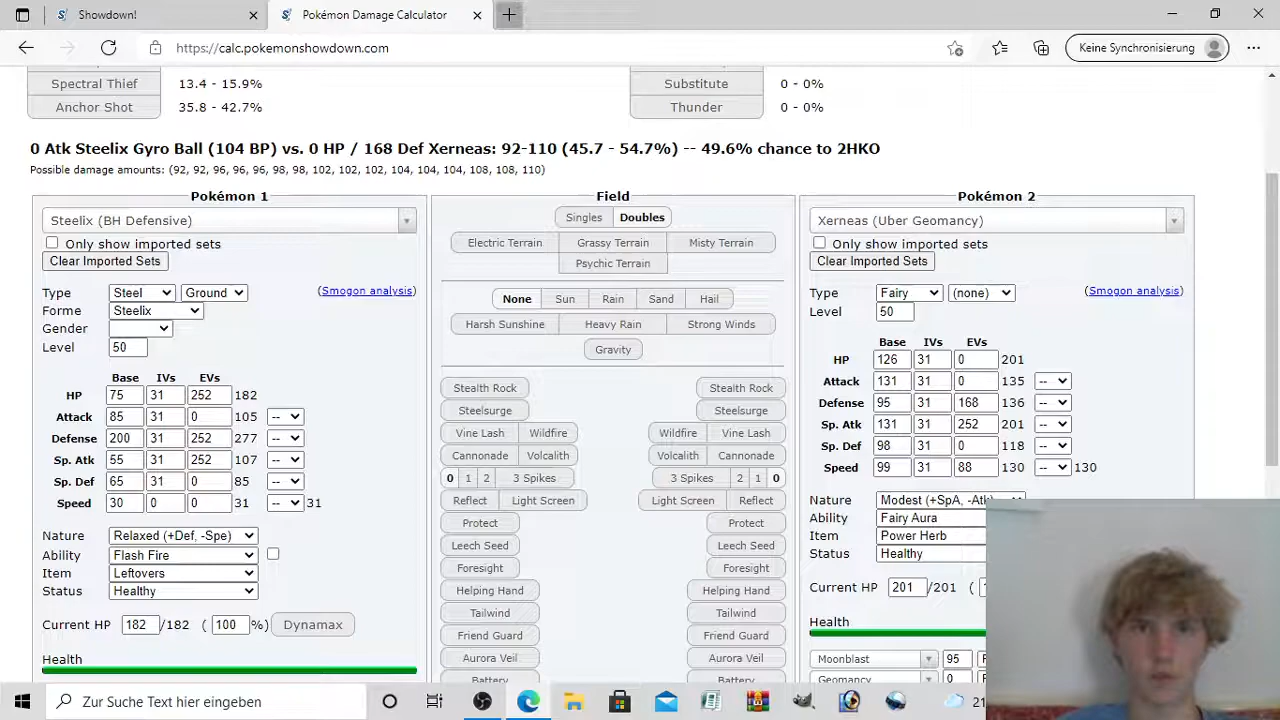 Showdown!
Pokémon Damage Calculator
https://calc.pokemonshowdown.com
Keine Synchronisierung
Spectral Thief 13.4 - 15.9% Substitute 0 - 0%
Anchor Shot 35.8 - 42.7% Thunder 0 - 0%
0 Atk Steelix Gyro Ball (104 BP) vs. 0 HP / 168 Def Xerneas: 92-110 (45.7 - 54.7%) -- 49.6% chance to 2HKO
Possible damage amounts: (92, 92, 96, 96, 96, 98, 98, 102, 102, 102, 104, 104, 104, 108, 108, 110)
Pokémon 1
Steelix (BH Defensive)
Only show imported sets
Clear Imported Sets
Type Steel Ground (Smogon analysis)
Forme Steelix
Gender
Level 50
Base IVs EVs
HP 75 31 252 182
Attack 85 31 0 105 --
Defense 200 31 252 277 --
Sp. Atk 55 31 252 107 --
Sp. Def 65 31 0 85 --
Speed 30 0 0 31 -- 31
Nature Relaxed (+Def, -Spe)
Ability Flash Fire
Item Leftovers
Status Healthy
Current HP 182 /182 ( 100 %) Dynamax
Health
Field
Singles Doubles
Electric Terrain Grassy Terrain Misty Terrain
Psychic Terrain
None Sun Rain Sand Hail
Harsh Sunshine Heavy Rain Strong Winds
Gravity
Stealth Rock Stealth Rock
Steelsurge Steelsurge
Vine Lash Wildfire Wildfire Vine Lash
Cannonade Volcalith Volcalith Cannonade
0 1 2 3 Spikes 3 Spikes 2 1 0
Reflect Light Screen Light Screen Reflect
Protect Protect
Leech Seed Leech Seed
Foresight Foresight
Helping Hand Helping Hand
Tailwind Tailwind
Friend Guard Friend Guard
Aurora Veil Aurora Veil
Battery Battery
Pokémon 2
Xerneas (Uber Geomancy)
Only show imported sets
Clear Imported Sets
Type Fairy (none) (Smogon analysis)
Level 50
Base IVs EVs
HP 126 31 0 201
Attack 131 31 0 135 --
Defense 95 31 168 136 --
Sp. Atk 131 31 252 201 --
Sp. Def 98 31 0 118 --
Speed 99 31 88 130 -- 130
Nature Modest (+SpA, -Atk)
Ability Fairy Aura
Item Power Herb
Status Healthy
Current HP 201 /201 (
Health
Moonblast 95
Geomancy 0
Zur Suche Text hier eingeben
21